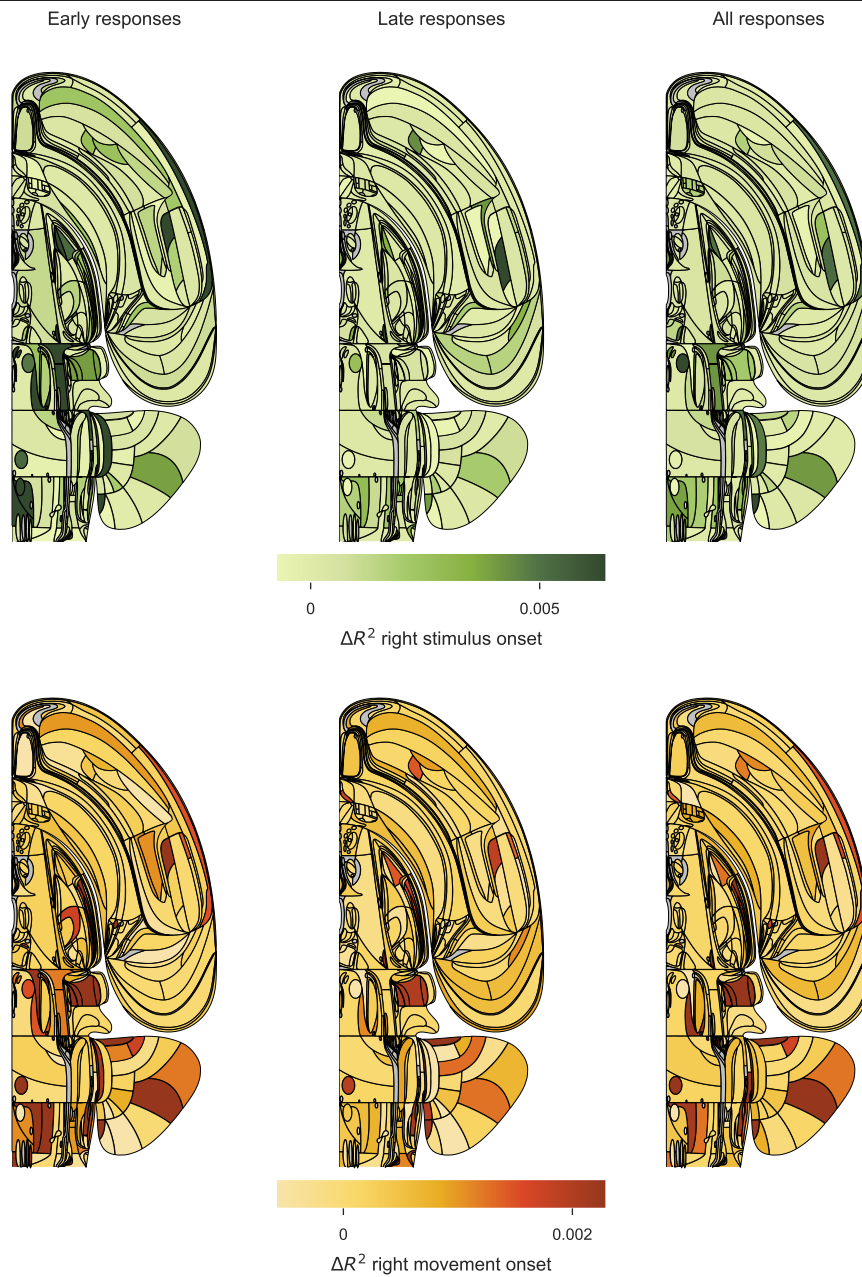 Early responses
Late responses
All responses
0
0.005
ΔR² right stimulus onset
0
0.002
ΔR² right movement onset